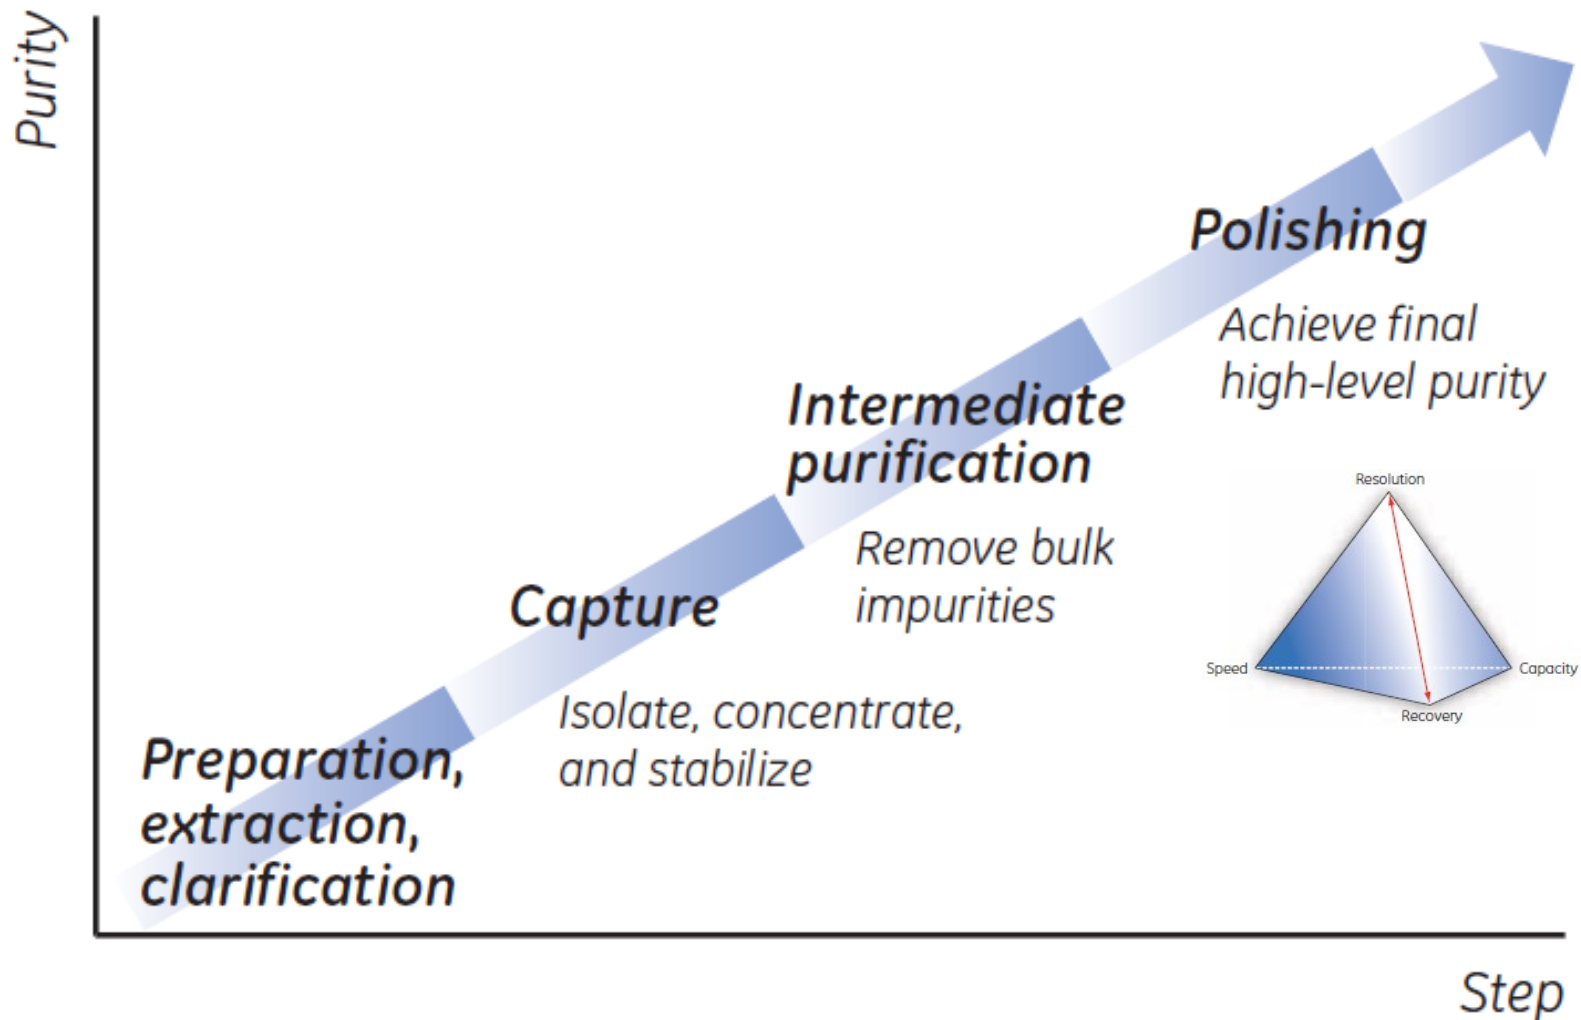 Purity
Polishing
Achieve final
high-level purity
Intermediate
purification
Remove bulk
impurities
Capture
Isolate, concentrate,
and stabilize
Preparation,
extraction,
clarification
Resolution
Speed
Capacity
Recovery
Step